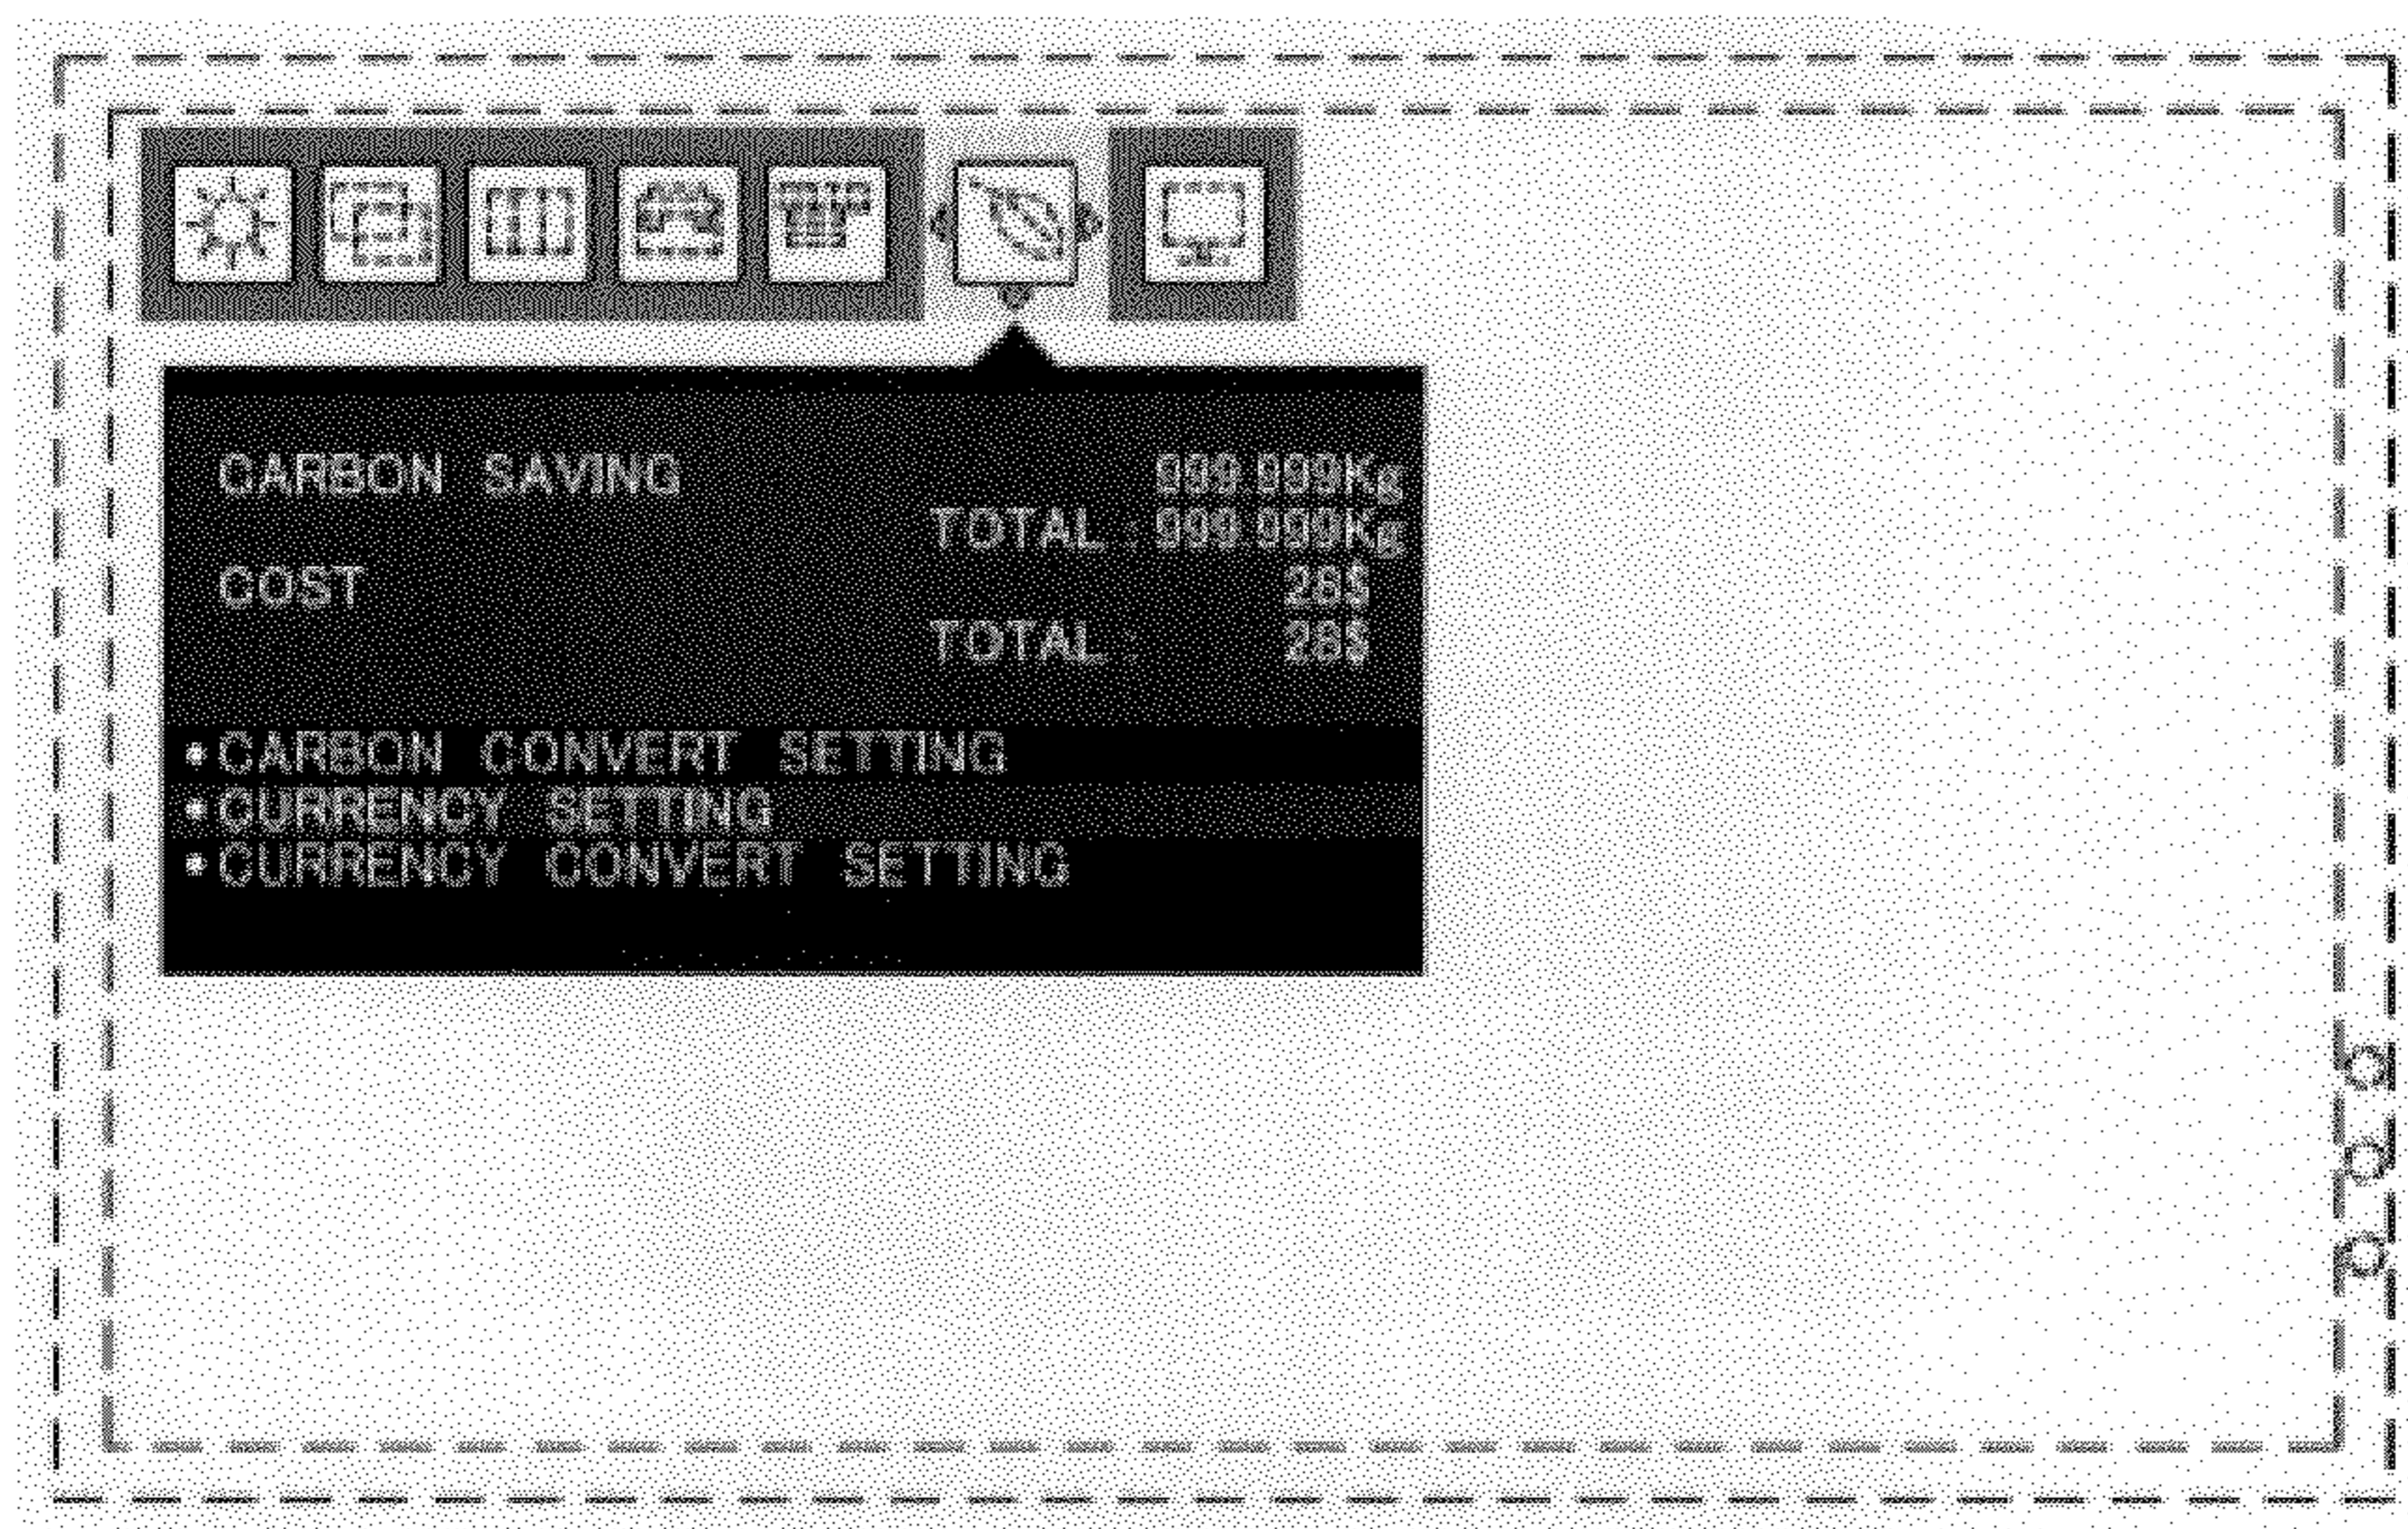 CARBON SAVING 999.999Kg
TOTAL : 999.999Kg
COST 28$
TOTAL : 28$
•CARBON CONVERT SETTING
•CURRENCY SETTING
•CURRENCY CONVERT SETTING